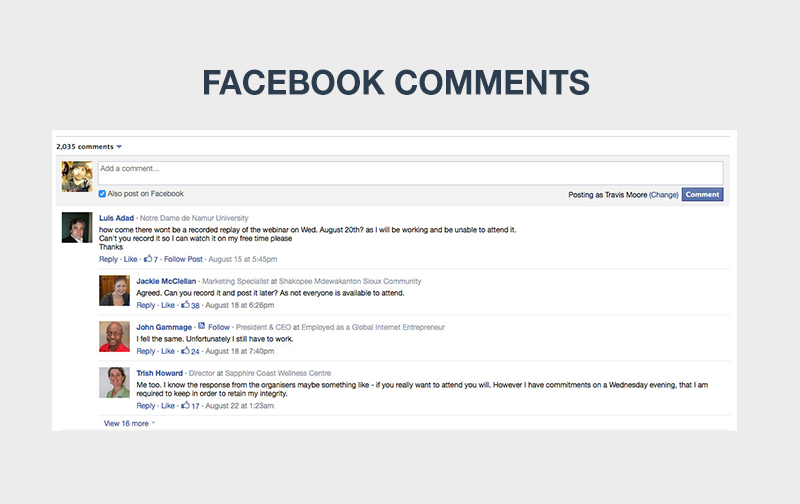 FACEBOOK COMMENTS
2,035 comments
Add a comment...
Also post on Facebook
Posting as Travis Moore (Change) Comment
Luis Adad · Notre Dame de Namur University
how come there wont be a recorded replay of the webinar on Wed. August 20th? as I will be working and be unable to attend it.
Can't you record it so I can watch it on my free time please
Thanks
Reply · Like · 7 · Follow Post · August 15 at 5:45pm
Jackie McClellan · Marketing Specialist at Shakopee Mdewakanton Sioux Community
Agreed. Can you record it and post it later? As not everyone is available to attend.
Reply · Like · 38 · August 18 at 6:26pm
John Gammage · Follow · President & CEO at Employed as a Global Internet Entrepreneur
I fell the same. Unfortunately I still have to work.
Reply · Like · 24 · August 18 at 7:40pm
Trish Howard · Director at Sapphire Coast Wellness Centre
Me too. I know the response from the organisers maybe something like - if you really want to attend you will. However I have commitments on a Wednesday evening, that I am
required to keep in order to retain my integrity.
Reply · Like · 17 · August 22 at 1:23am
View 16 more